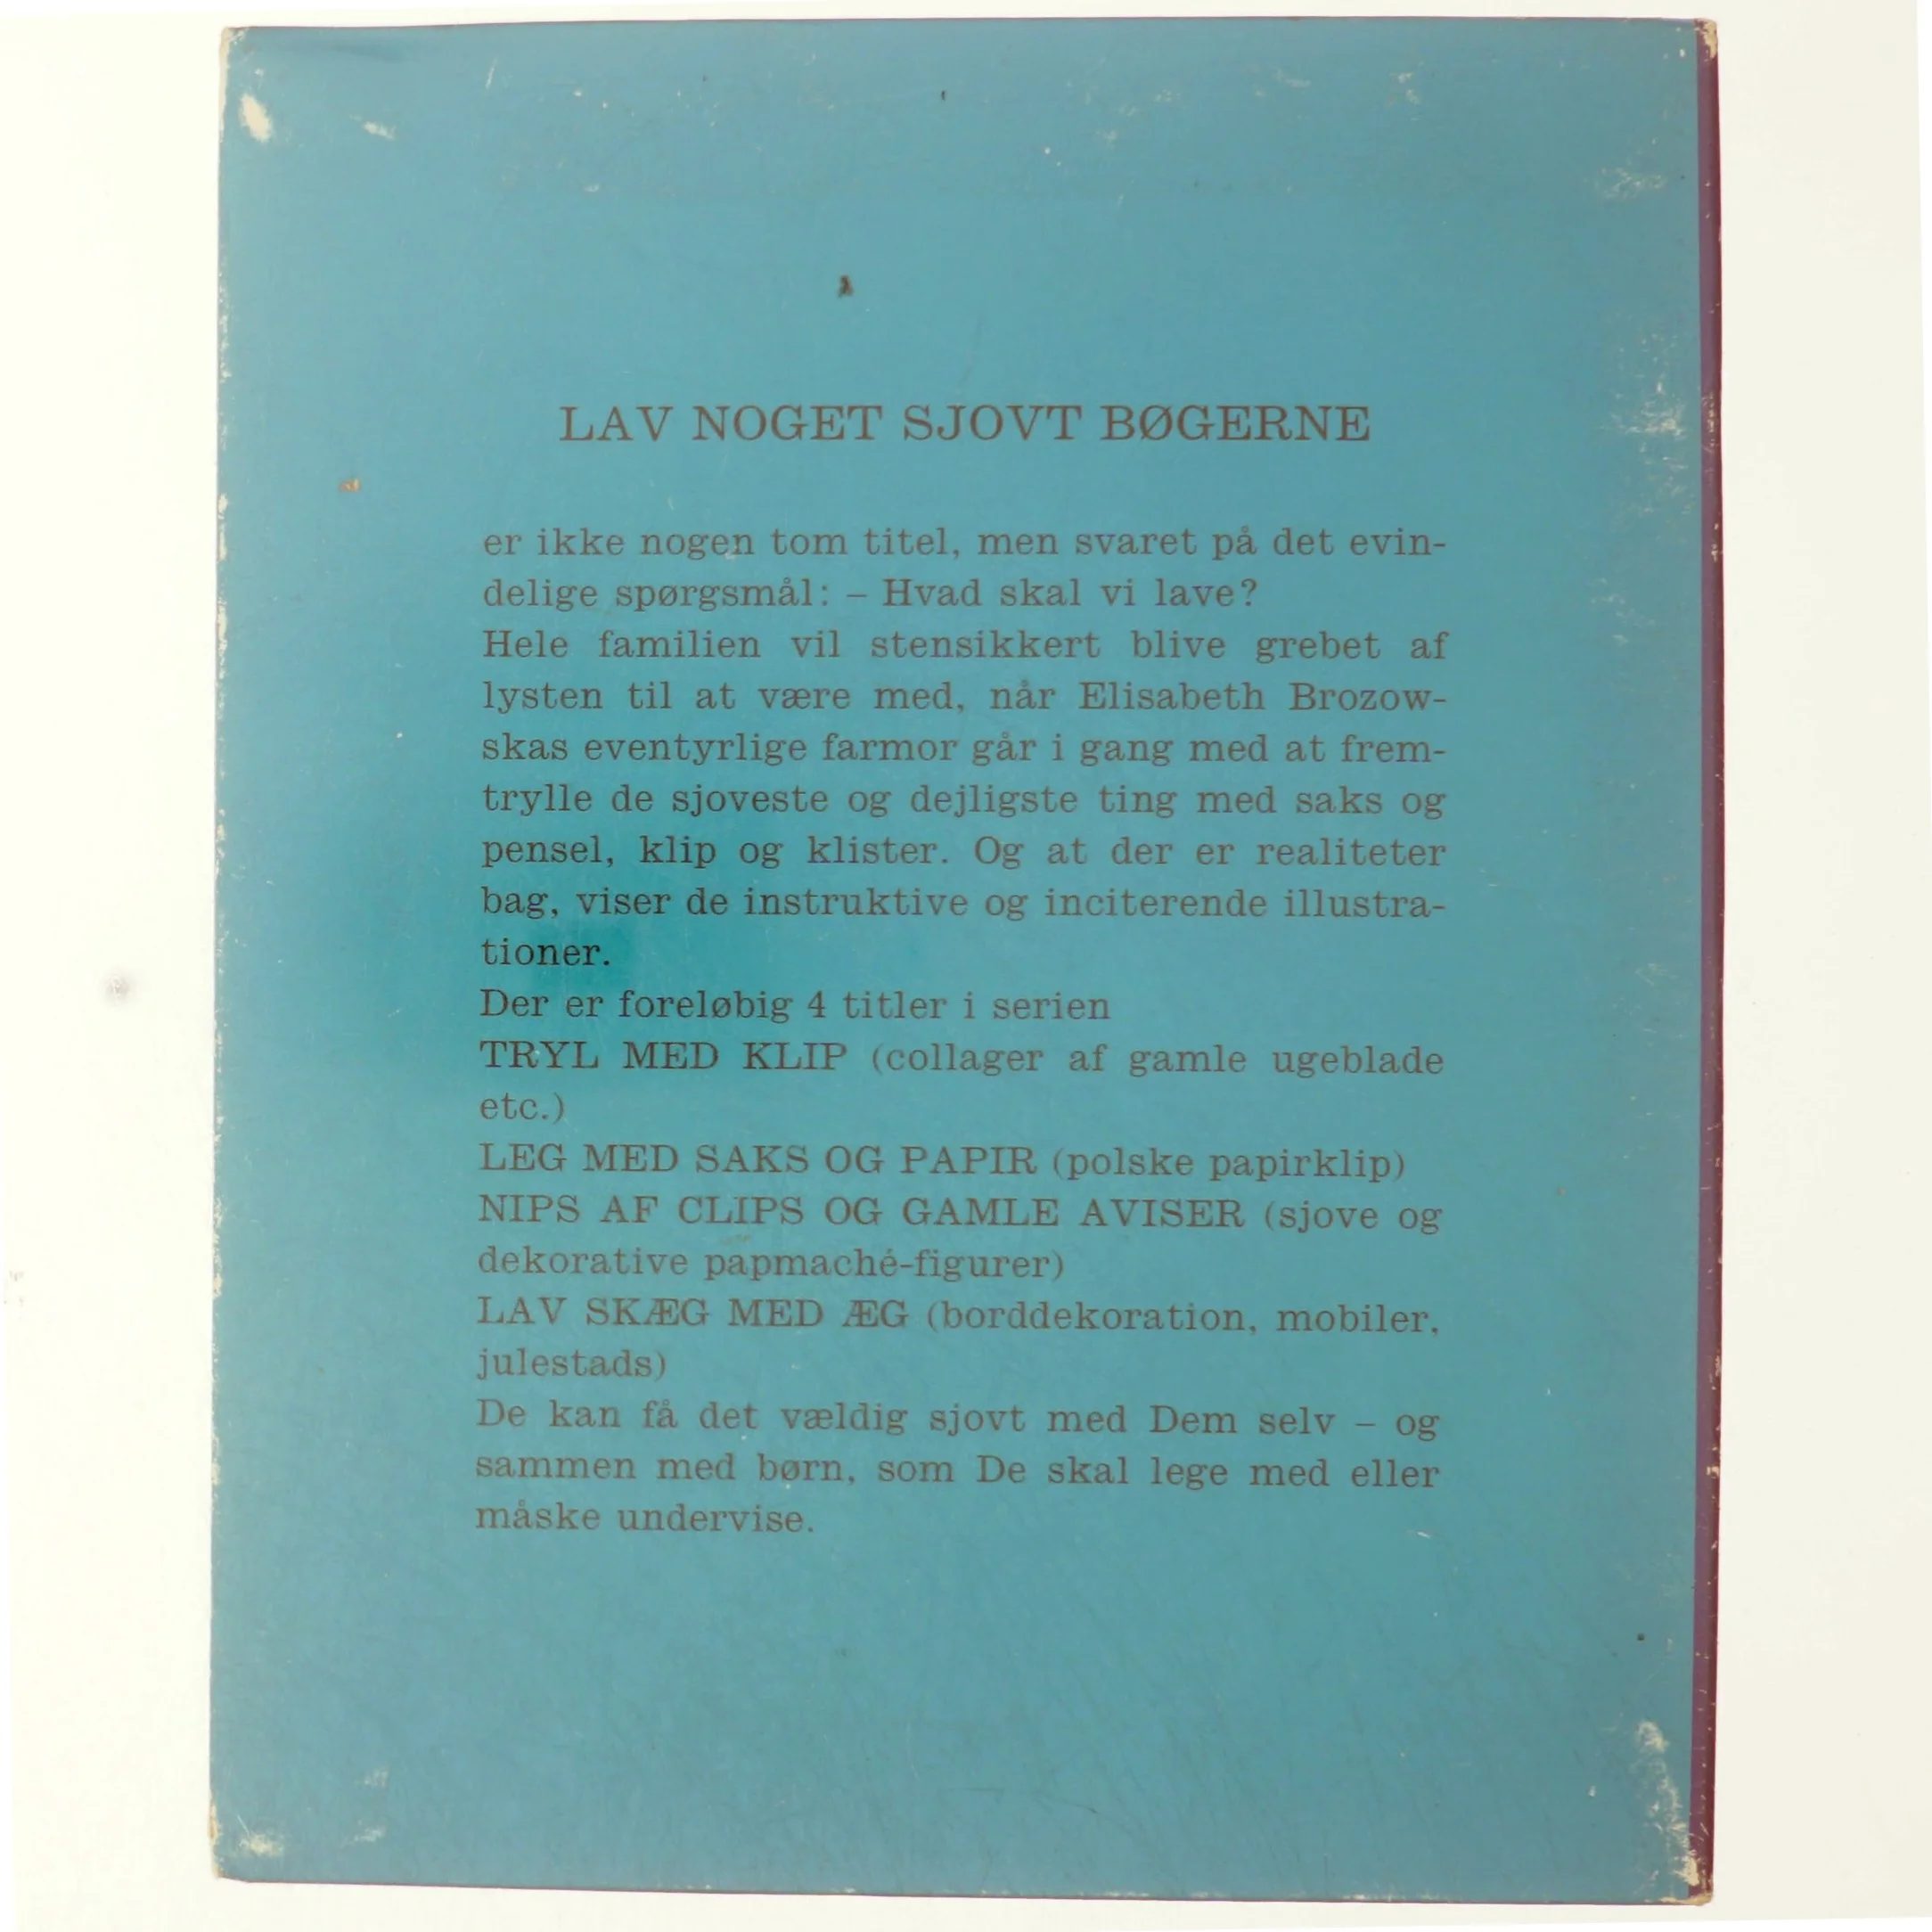 LAV NOGET SJOVT BØGERNE
er ikke nogen tom titel, men svaret på det evin-
delige spørgsmål: – Hvad skal vi lave?
Hele familien vil stensikkert blive grebet af
lysten til at være med, når Elisabeth Brozow-
skas eventyrlige farmor går i gang med at frem-
trylle de sjoveste og dejligste ting med saks og
pensel, klip og klister. Og at der er realiteter
bag, viser de instruktive og inciterende illustra-
tioner.
Der er foreløbig 4 titler i serien
TRYL MED KLIP (collager af gamle ugeblade
etc.)
LEG MED SAKS OG PAPIR (polske papirklip)
NIPS AF CLIPS OG GAMLE AVISER (sjove og
dekorative papmaché-figurer)
LAV SKÆG MED ÆG (borddekoration, mobiler,
julestads)
De kan få det vældig sjovt med Dem selv – og
sammen med børn, som De skal lege med eller
måske undervise.